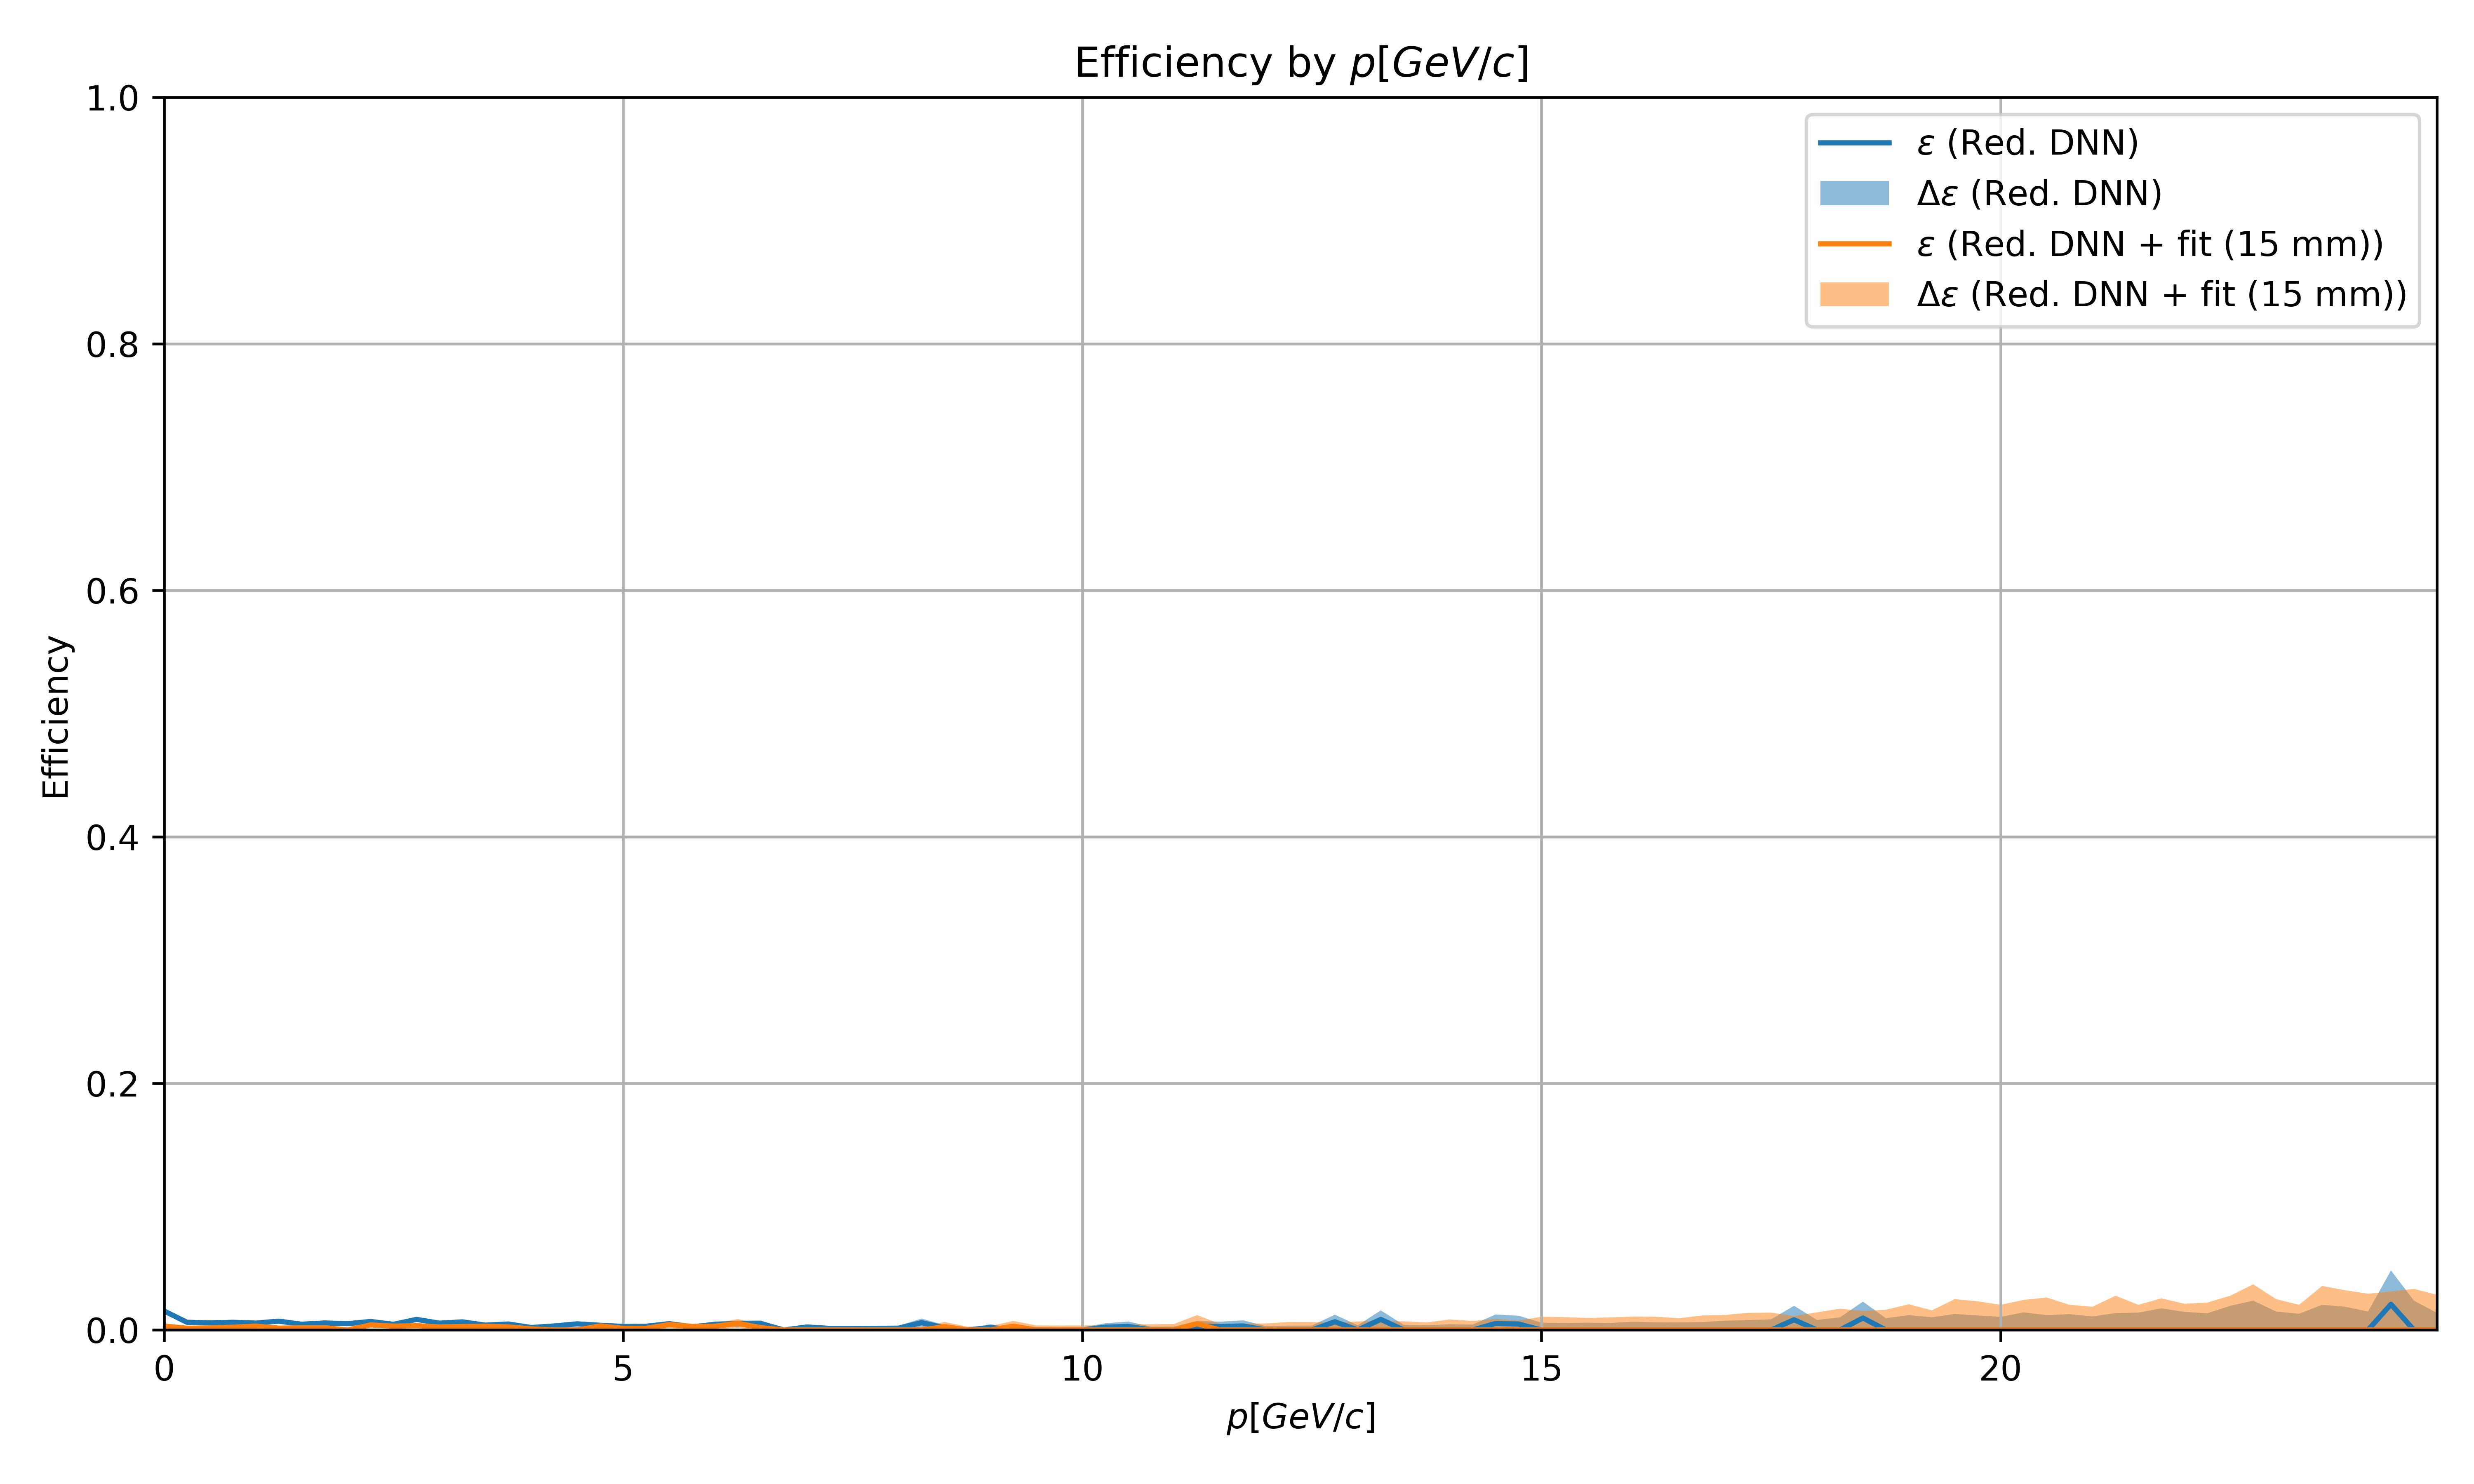 Efficiency by p[GeV/c]
1.0
0.8
0.6
0.4
0.2
0.0
Efficiency
ε (Red. DNN)
Δε (Red. DNN)
ε (Red. DNN + fit (15 mm))
Δε (Red. DNN + fit (15 mm))
0 5 10 15 20
p[GeV/c]